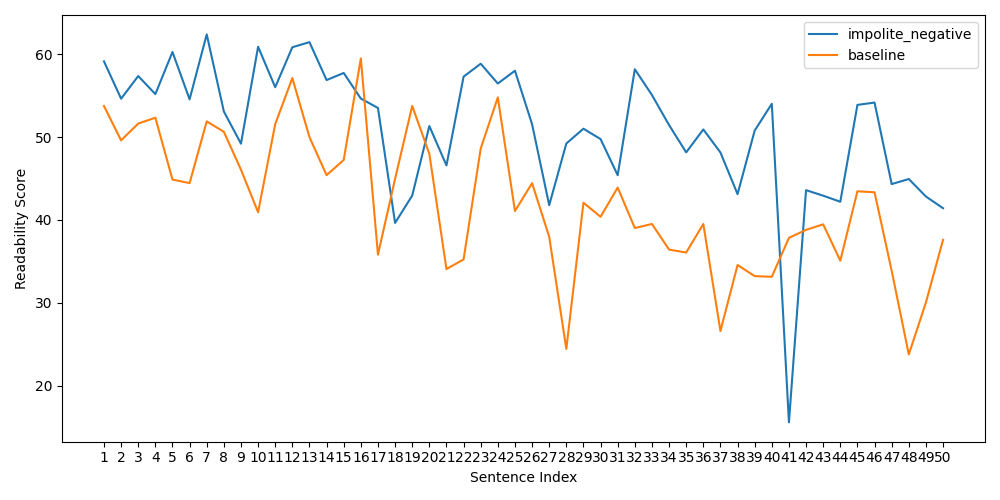 impolite_negative
baseline
Readability Score
60
50
40
30
20
1 2 3 4 5 6 7 8 9 10 11 12 13 14 15 16 17 18 19 20 21 22 23 24 25 26 27 28 29 30 31 32 33 34 35 36 37 38 39 40 41 42 43 44 45 46 47 48 49 50
Sentence Index